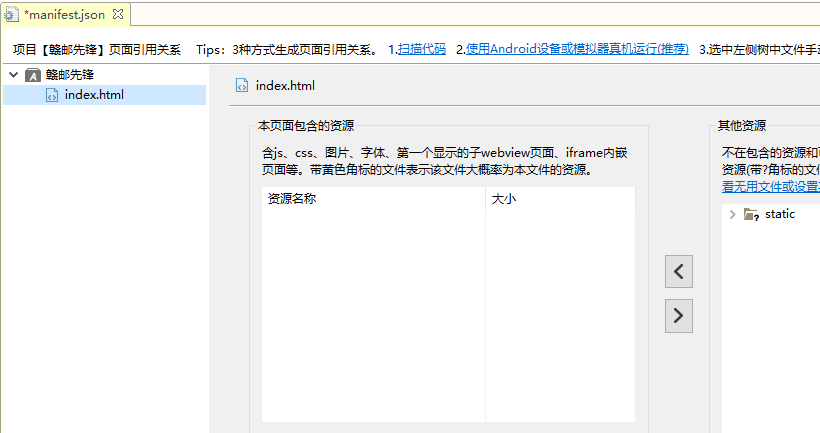 *manifest.json
项目【赣邮先锋】页面引用关系 Tips：3种方式生成页面引用关系。 1.扫描代码 2.使用Android设备或模拟器真机运行(推荐) 3.选中左侧树中文件手
赣邮先锋
index.html
index.html
本页面包含的资源
含js、css、图片、字体、第一个显示的子webview页面、iframe内嵌
页面等。带黄色角标的文件表示该文件大概率为本文件的资源。
资源名称 大小
其他资源
不在包含的资源和
资源(带?角标的文
看无用文件或设置
static